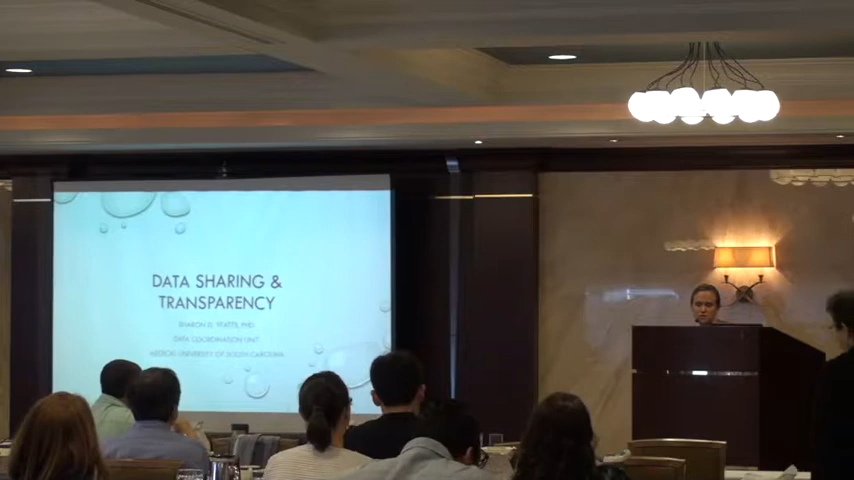 DATA SHARING &
TRANSPARENCY
SHARON D. YEATTS, PHD
DATA COORDINATION UNIT
MEDICAL UNIVERSITY OF SOUTH CAROLINA